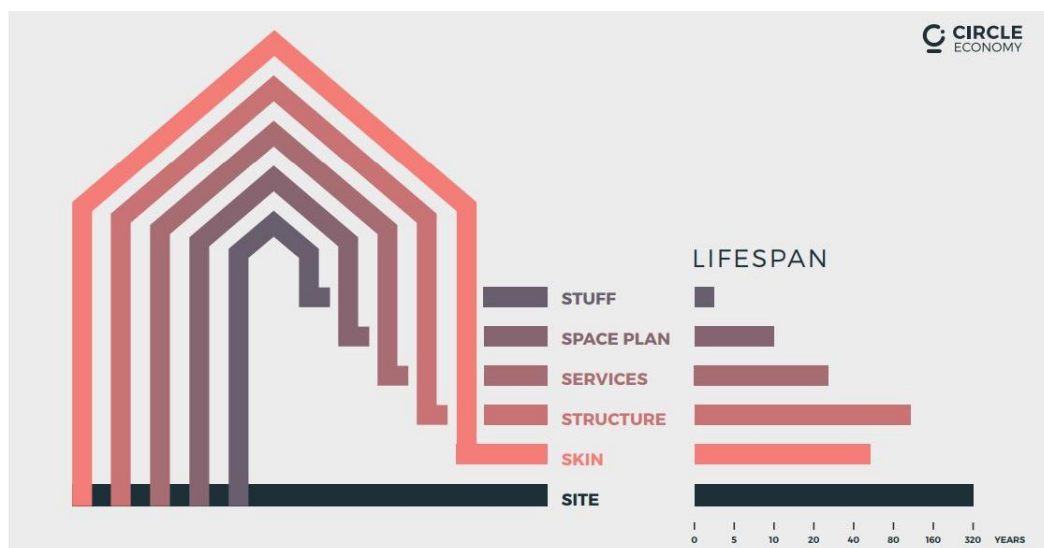 CIRCLE
ECONOMY
LIFESPAN
STUFF
SPACE PLAN
SERVICES
STRUCTURE
SKIN
SITE
0 5 10 20 40 80 160 320 YEARS